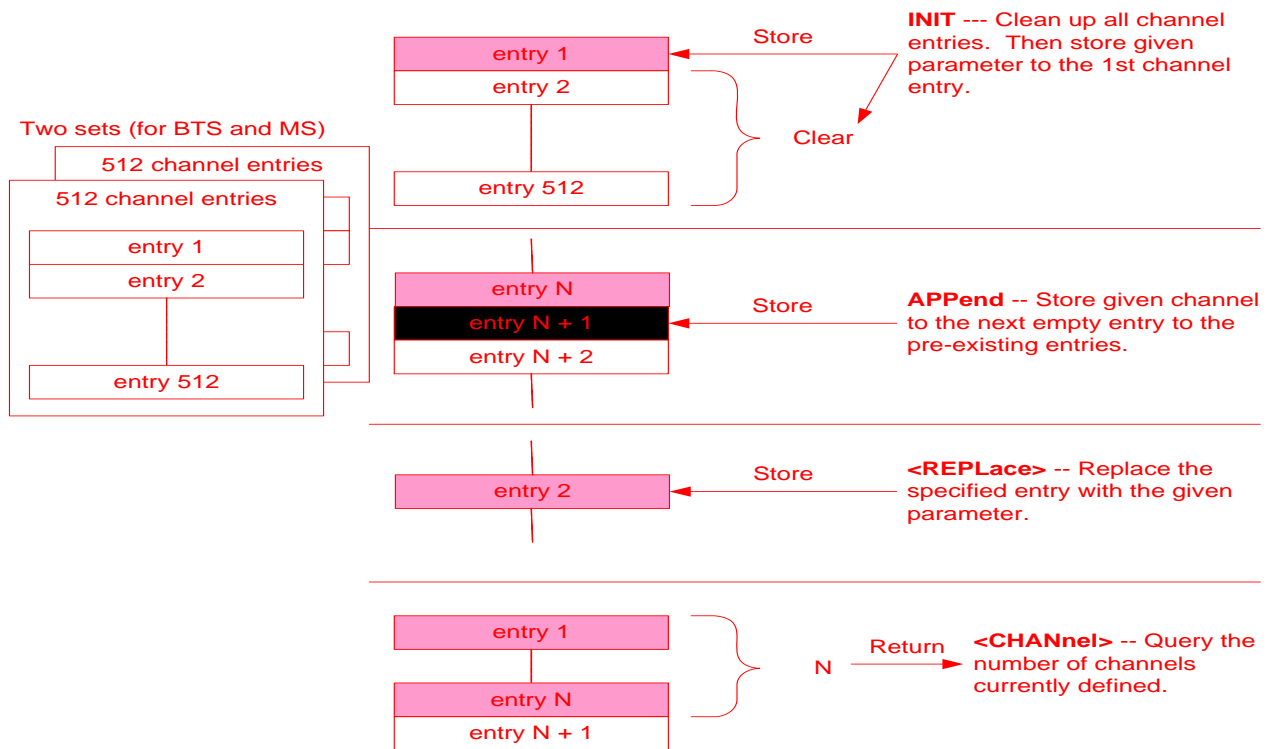 Two sets (for BTS and MS)
512 channel entries
512 channel entries
entry 1
entry 2
entry 512
entry 1
entry 2
entry 512
Store
Clear
INIT --- Clean up all channel
entries. Then store given
parameter to the 1st channel
entry.
entry N
entry N + 1
entry N + 2
Store
APPend -- Store given channel
to the next empty entry to the
pre-existing entries.
entry 2
Store
<REPLace> -- Replace the
specified entry with the given
parameter.
entry 1
entry N
entry N + 1
N
Return
<CHANnel> -- Query the
number of channels
currently defined.